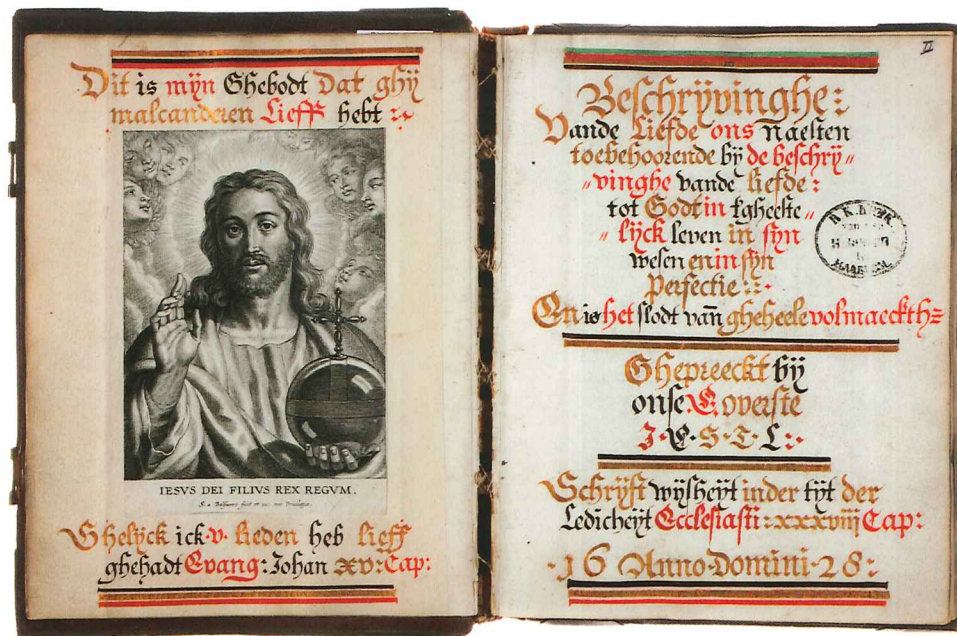 Dit is mijn Ghebodt Dat ghij
malcanderen Lieff hebt
IESVS DEI FILIVS REX REGVM.
Ghelijck ick v. lieden heb lieff
ghehadt Evang: Johan xv: Cap:
II
Beschrijvinghe:
Vande Liefde ons naesten
toebehoorende bij de beschrij„
„vinghe vande liefde:
tot Godt in tgheeste„
„lijck leven in sijn
wesen en in sijn
perfectie
En is het slodt van gheheele volmaeckthz
Ghepreeckt bij
onse E. overste
J.E.S.T.L:
Schrijft wijsheijt inder tijt der
Ledicheijt Ecclesiasti: xxxviij Cap:
.16 Anno Domini 28: